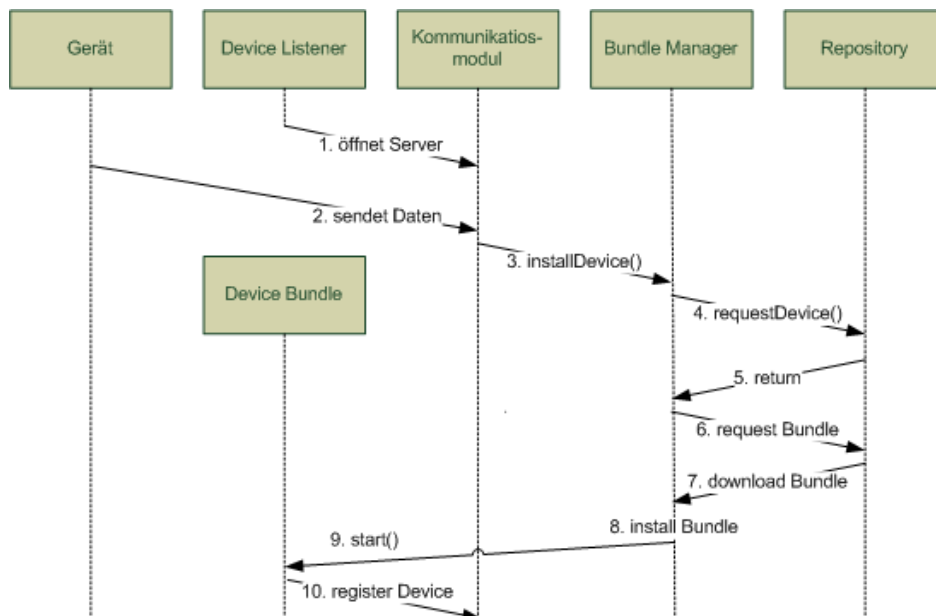 Gerät
Device Listener
Kommunikatios-
modul
Bundle Manager
Repository
1. öffnet Server
2. sendet Daten
3. installDevice()
Device Bundle
4. requestDevice()
5. return
6. request Bundle
7. download Bundle
8. install Bundle
9. start()
10. register Device